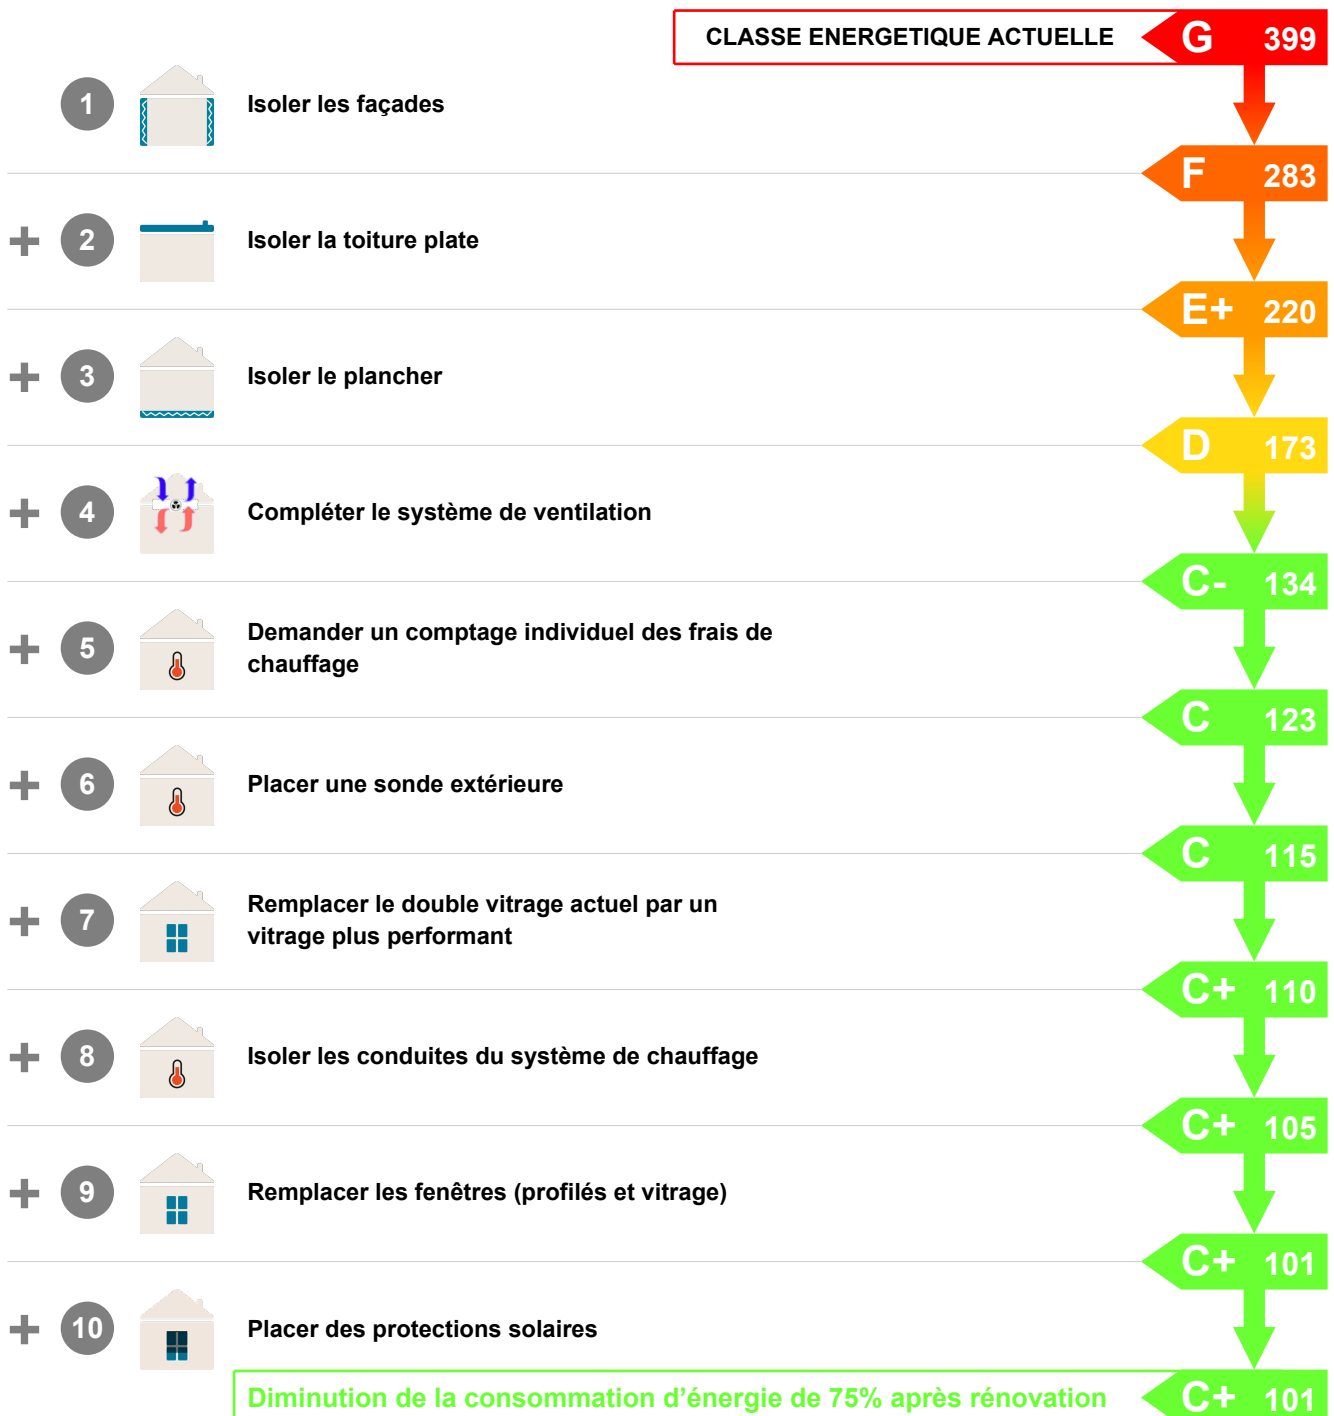 CLASSE ENERGETIQUE ACTUELLE G 399
1 Isoler les façades
F 283
+ 2 Isoler la toiture plate
E+ 220
+ 3 Isoler le plancher
D 173
+ 4 Compléter le système de ventilation
C- 134
+ 5 Demander un comptage individuel des frais de
chauffage
C 123
+ 6 Placer une sonde extérieure
C 115
+ 7 Remplacer le double vitrage actuel par un
vitrage plus performant
C+ 110
+ 8 Isoler les conduites du système de chauffage
C+ 105
+ 9 Remplacer les fenêtres (profilés et vitrage)
C+ 101
+ 10 Placer des protections solaires
Diminution de la consommation d’énergie de 75% après rénovation C+ 101